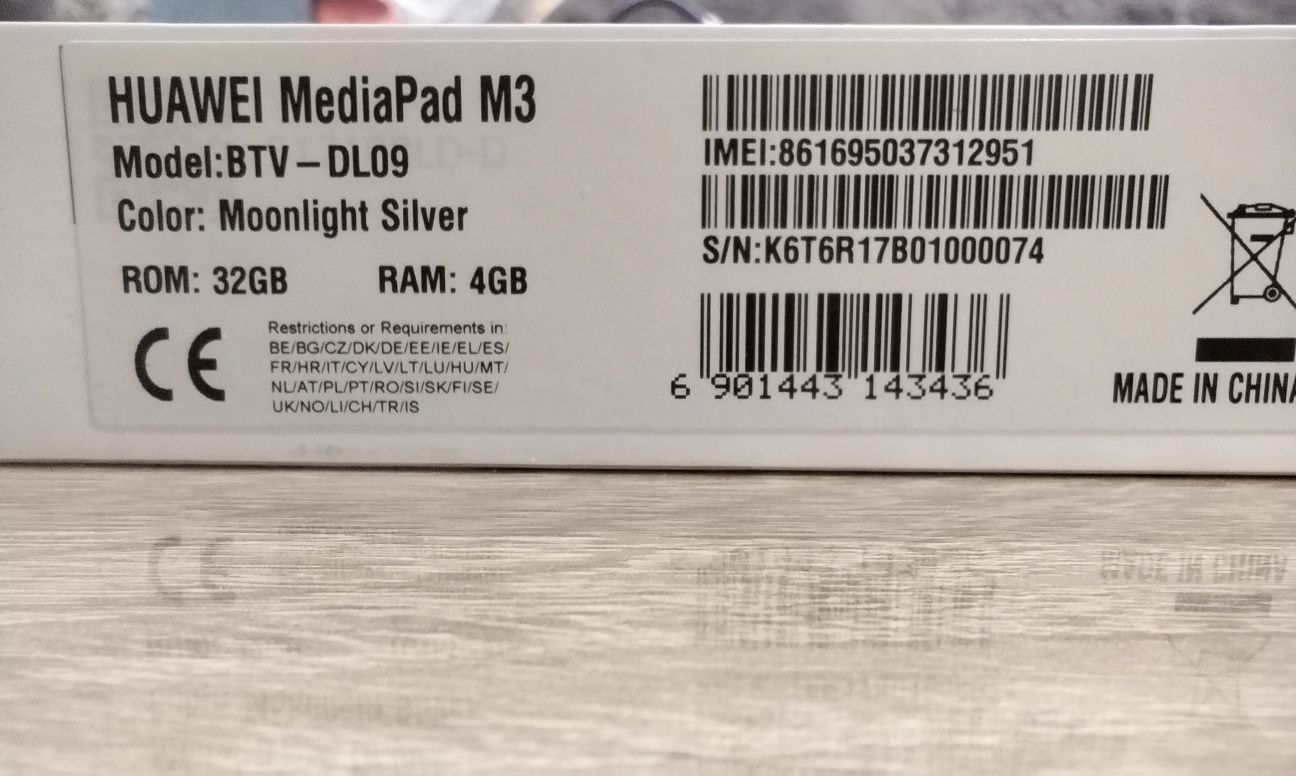 HUAWEI MediaPad M3
Model:BTV–DL09
Color: Moonlight Silver
ROM: 32GB RAM: 4GB
CE
Restrictions or Requirements in:
BE/BG/CZ/DK/DE/EE/IE/EL/ES/
FR/HR/IT/CY/LV/LT/LU/HU/MT/
NL/AT/PL/PT/RO/SI/SK/FI/SE/
UK/NO/LI/CH/TR/IS
IMEI:861695037312951
S/N:K6T6R17B01000074
6 901443 143436
MADE IN CHINA